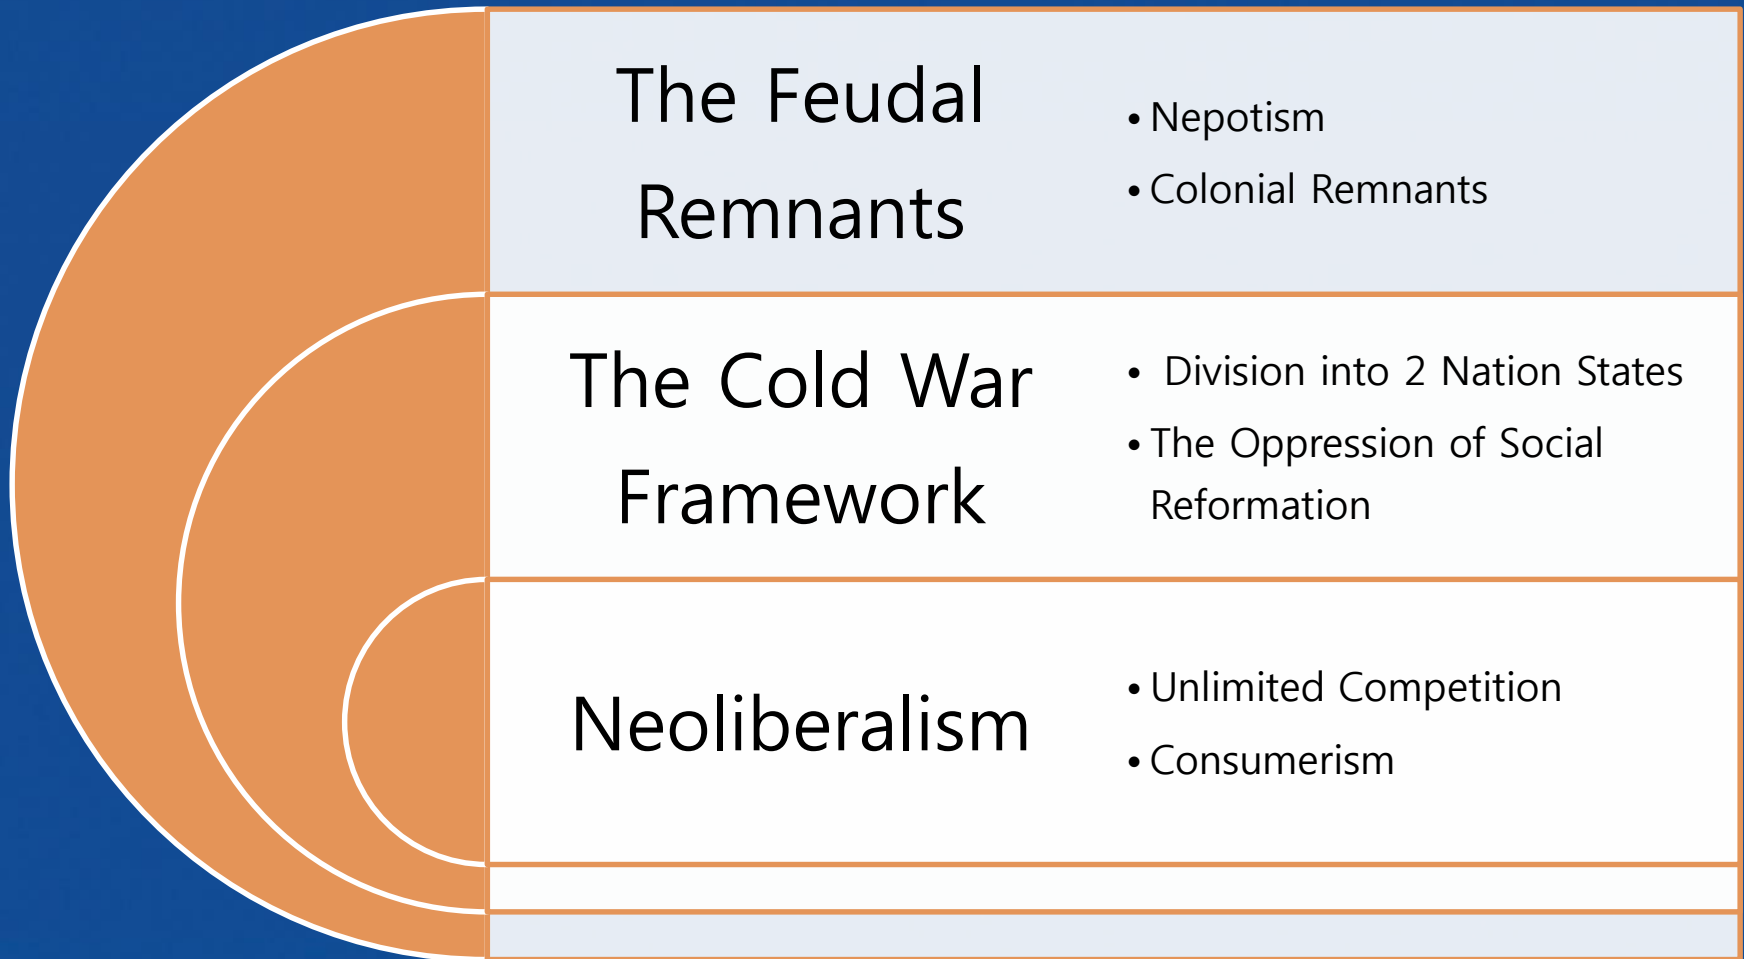 The Feudal
Remnants
• Nepotism
• Colonial Remnants
The Cold War
Framework
• Division into 2 Nation States
• The Oppression of Social
Reformation
Neoliberalism
• Unlimited Competition
• Consumerism